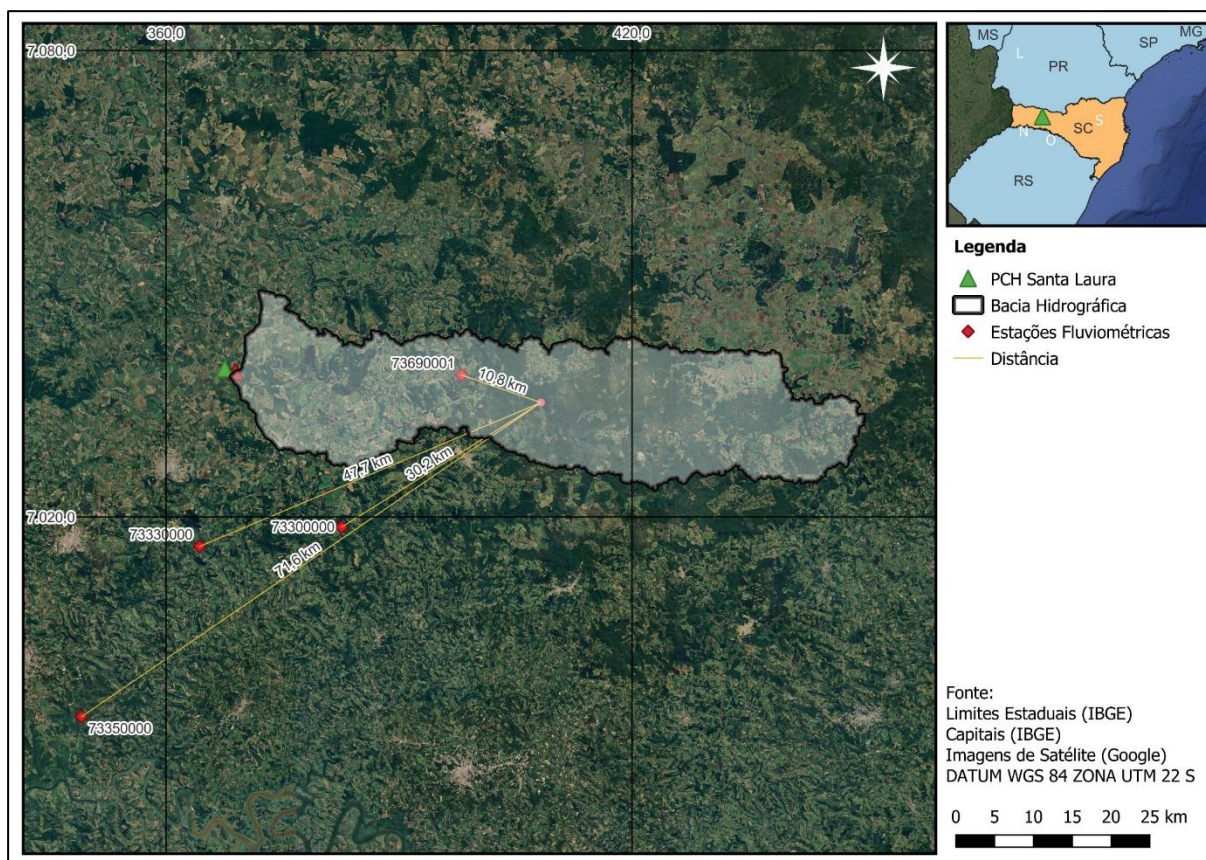 360,0
420,0
7.080,0
73690001
10,8 km
47,7 km
30,2 km
7.020,0
73330000
73300000
71,6 km
73350000
MS
L
SP
MG
PR
SC
S
N
O
RS
Legenda
PCH Santa Laura
Bacia Hidrográfica
Estações Fluviométricas
Distância
Fonte:
Limites Estaduais (IBGE)
Capitais (IBGE)
Imagens de Satélite (Google)
DATUM WGS 84 ZONA UTM 22 S
0 5 10 15 20 25 km